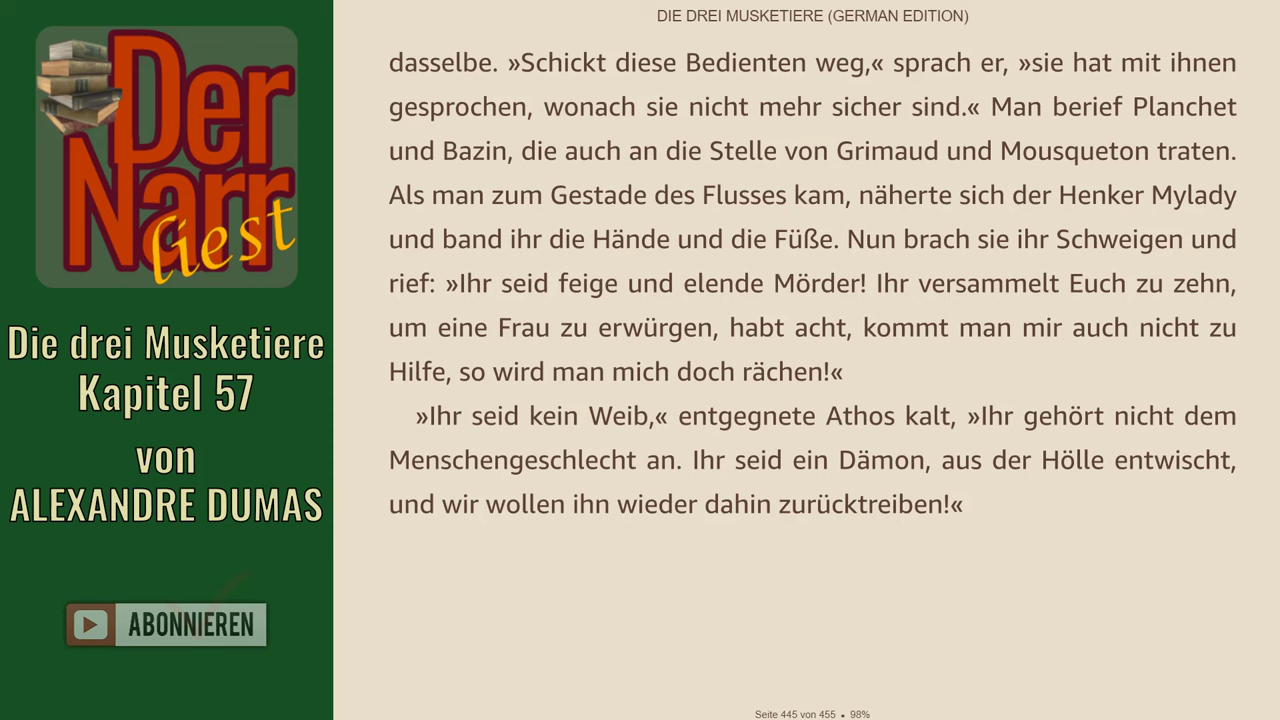 Der
Narr
liest
Die drei Musketiere
Kapitel 57
von
ALEXANDRE DUMAS
ABONNIEREN
DIE DREI MUSKETIERE (GERMAN EDITION)
dasselbe. »Schickt diese Bedienten weg,« sprach er, »sie hat mit ihnen
gesprochen, wonach sie nicht mehr sicher sind.« Man berief Planchet
und Bazin, die auch an die Stelle von Grimaud und Mousqueton traten.
Als man zum Gestade des Flusses kam, näherte sich der Henker Mylady
und band ihr die Hände und die Füße. Nun brach sie ihr Schweigen und
rief: »Ihr seid feige und elende Mörder! Ihr versammelt Euch zu zehn,
um eine Frau zu erwürgen, habt acht, kommt man mir auch nicht zu
Hilfe, so wird man mich doch rächen!«
»Ihr seid kein Weib,« entgegnete Athos kalt, »Ihr gehört nicht dem
Menschengeschlecht an. Ihr seid ein Dämon, aus der Hölle entwischt,
und wir wollen ihn wieder dahin zurücktreiben!«
Seite 445 von 455 • 98%